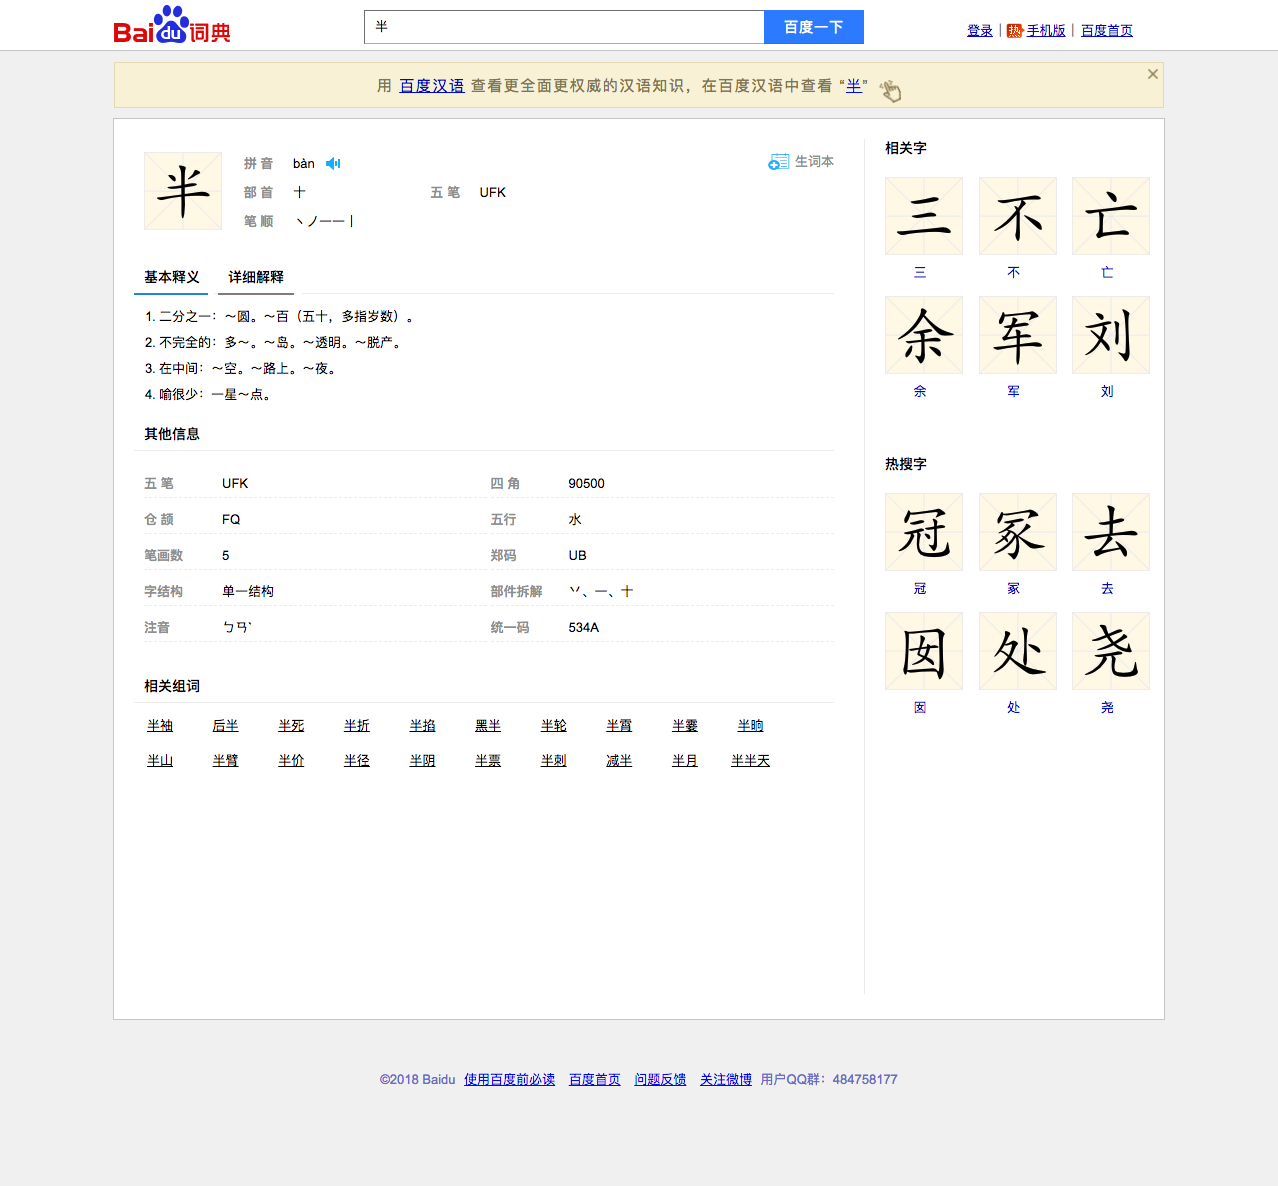 Bai du 词典
半
百度一下
登录 | 热 手机版 | 百度首页
用 百度汉语 查看更全面更权威的汉语知识，在百度汉语中查看 “半”
半
拼 音 bàn
生词本
部 首 十 五 笔 UFK
笔 顺 丶ノ一一丨
基本释义 详细解释
1. 二分之一：～圆。～百（五十，多指岁数）。
2. 不完全的：多～。～岛。～透明。～脱产。
3. 在中间：～空。～路上。～夜。
4. 喻很少：一星～点。
其他信息
五 笔 UFK 四 角 90500
仓 颉 FQ 五行 水
笔画数 5 郑码 UB
字结构 单一结构 部件拆解 丷、一、十
注音 ㄅㄢˋ 统一码 534A
相关组词
半袖 后半 半死 半折 半掐 黑半 半轮 半霄 半霎 半晌
半山 半臂 半价 半径 半阴 半票 半刺 减半 半月 半半天
相关字
三 不 亡
三 不 亡
余 军 刘
余 军 刘
热搜字
冠 冢 去
冠 冢 去
囡 处 尧
囡 处 尧
©2018 Baidu 使用百度前必读 百度首页 问题反馈 关注微博 用户QQ群：484758177